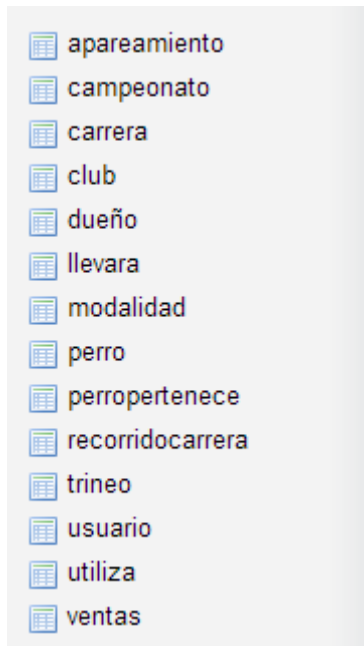 apareamiento
campeonato
carrera
club
dueño
llevara
modalidad
perro
perropertenece
recorridocarrera
trineo
usuario
utiliza
ventas